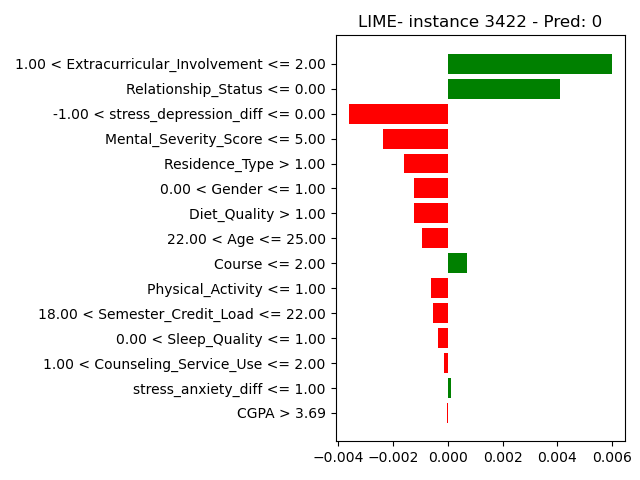 LIME- instance 3422 - Pred: 0
1.00 < Extracurricular_Involvement <= 2.00
Relationship_Status <= 0.00
-1.00 < stress_depression_diff <= 0.00
Mental_Severity_Score <= 5.00
Residence_Type > 1.00
0.00 < Gender <= 1.00
Diet_Quality > 1.00
22.00 < Age <= 25.00
Course <= 2.00
Physical_Activity <= 1.00
18.00 < Semester_Credit_Load <= 22.00
0.00 < Sleep_Quality <= 1.00
1.00 < Counseling_Service_Use <= 2.00
stress_anxiety_diff <= 1.00
CGPA > 3.69
−0.004 −0.002 0.000 0.002 0.004 0.006